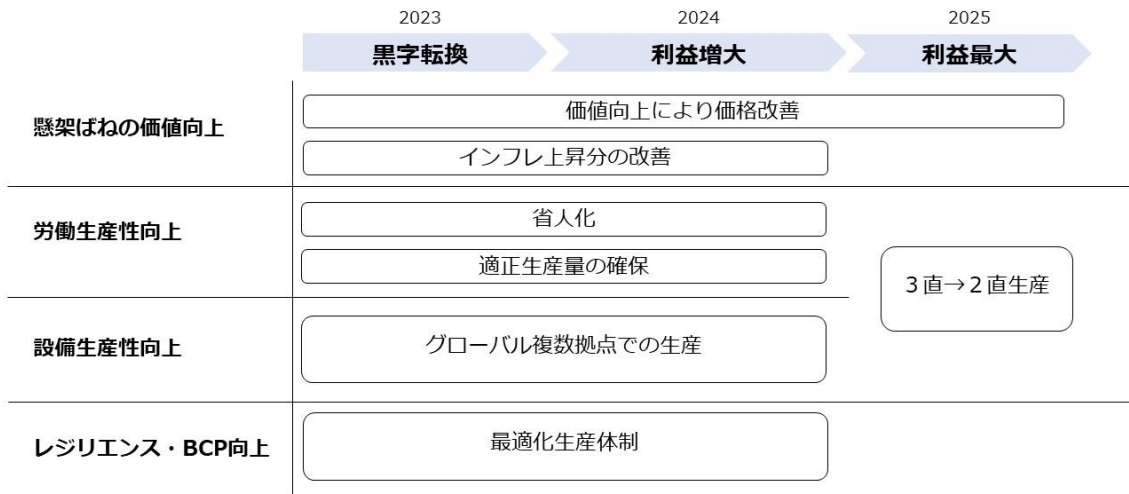 2023
2024
2025
黒字転換
利益増大
利益最大
懸架ばねの価値向上
価値向上により価格改善
インフレ上昇分の改善
労働生産性向上
省人化
適正生産量の確保
3直→2直生産
設備生産性向上
グローバル複数拠点での生産
レジリエンス・BCP向上
最適化生産体制